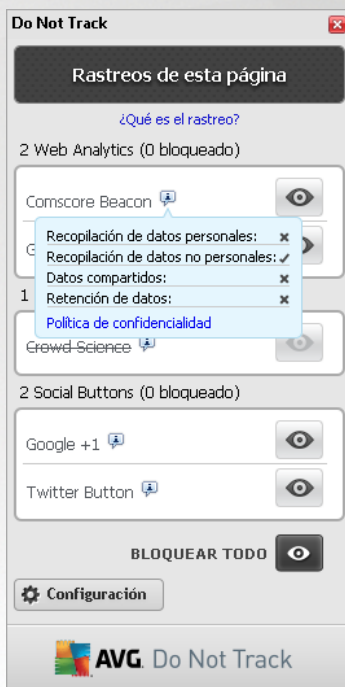 Do Not Track
Rastreos de esta página
¿Qué es el rastreo?
2 Web Analytics (0 bloqueado)
Comscore Beacon
G
Recopilación de datos personales:
Recopilación de datos no personales:
Datos compartidos:
Retención de datos:
Política de confidencialidad
1
Crowd Science
2 Social Buttons (0 bloqueado)
Google +1
Twitter Button
BLOQUEAR TODO
Configuración
AVG. Do Not Track